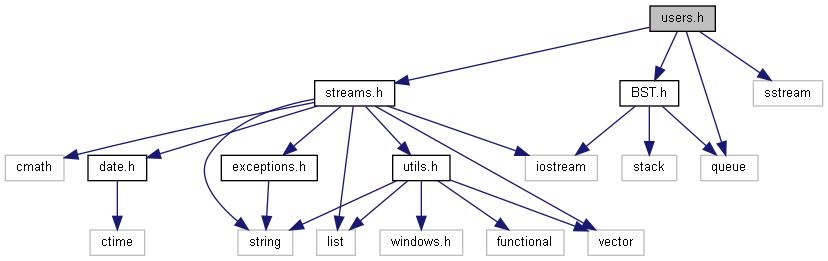 users.h
streams.h
BST.h
sstream
cmath
date.h
exceptions.h
utils.h
iostream
stack
queue
ctime
string
list
windows.h
functional
vector